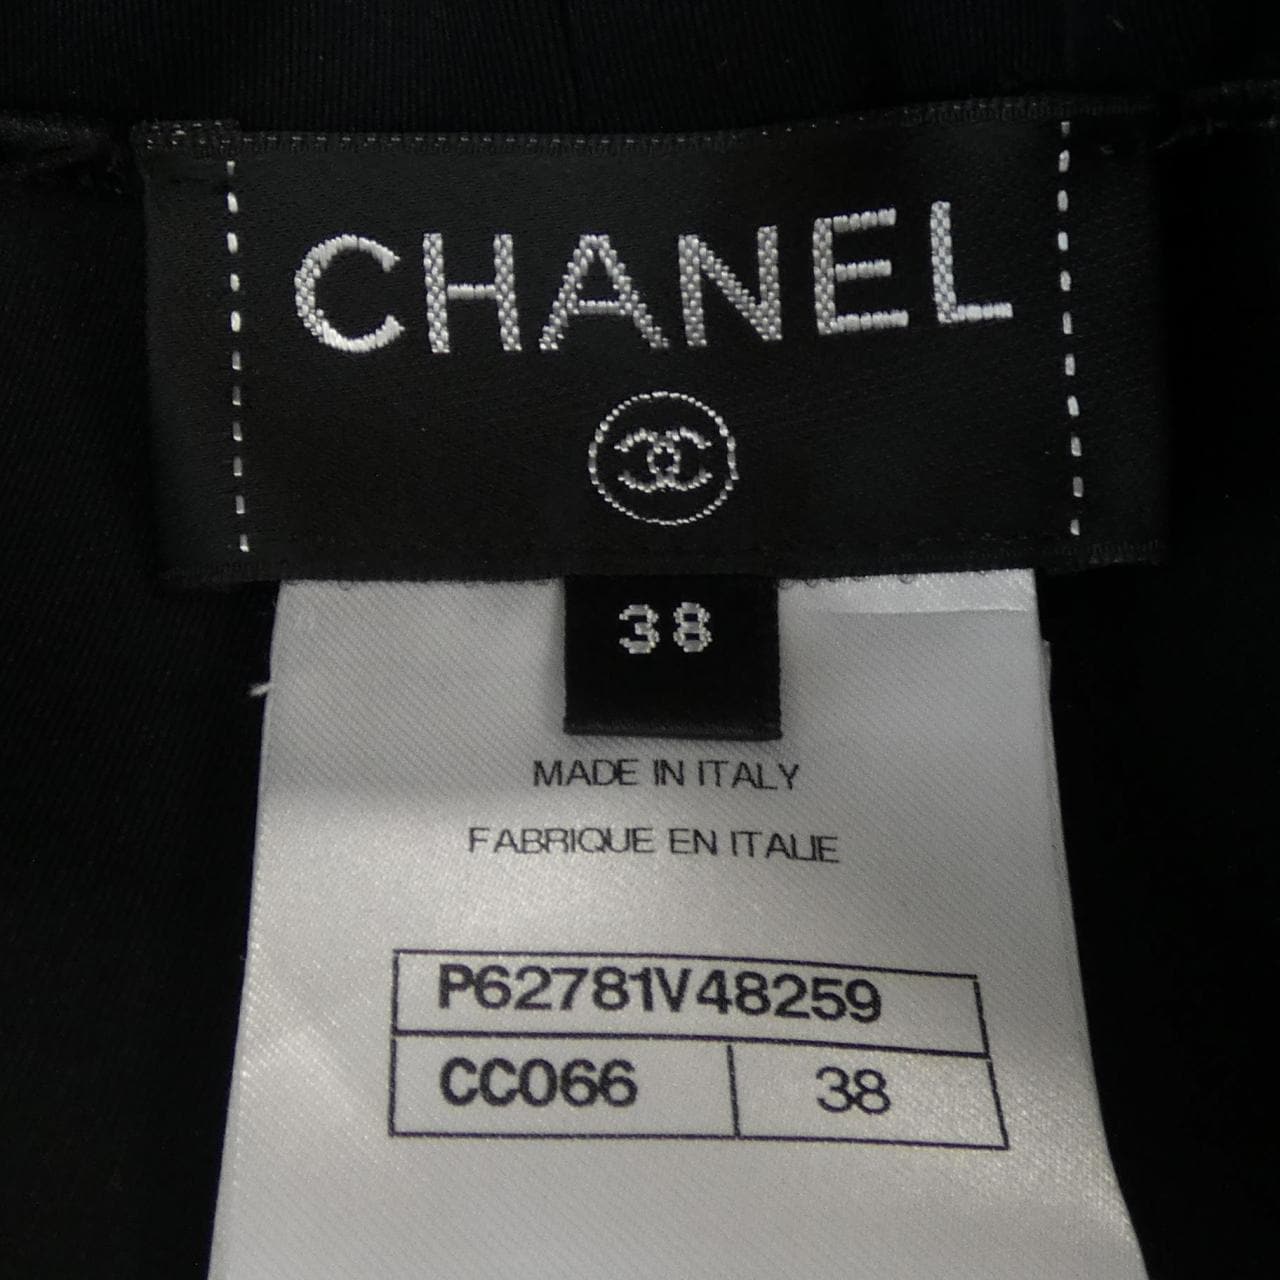 CHANEL
38
MADE IN ITALY
FABRIQUE EN ITALIE
P62781V48259
CC066 38